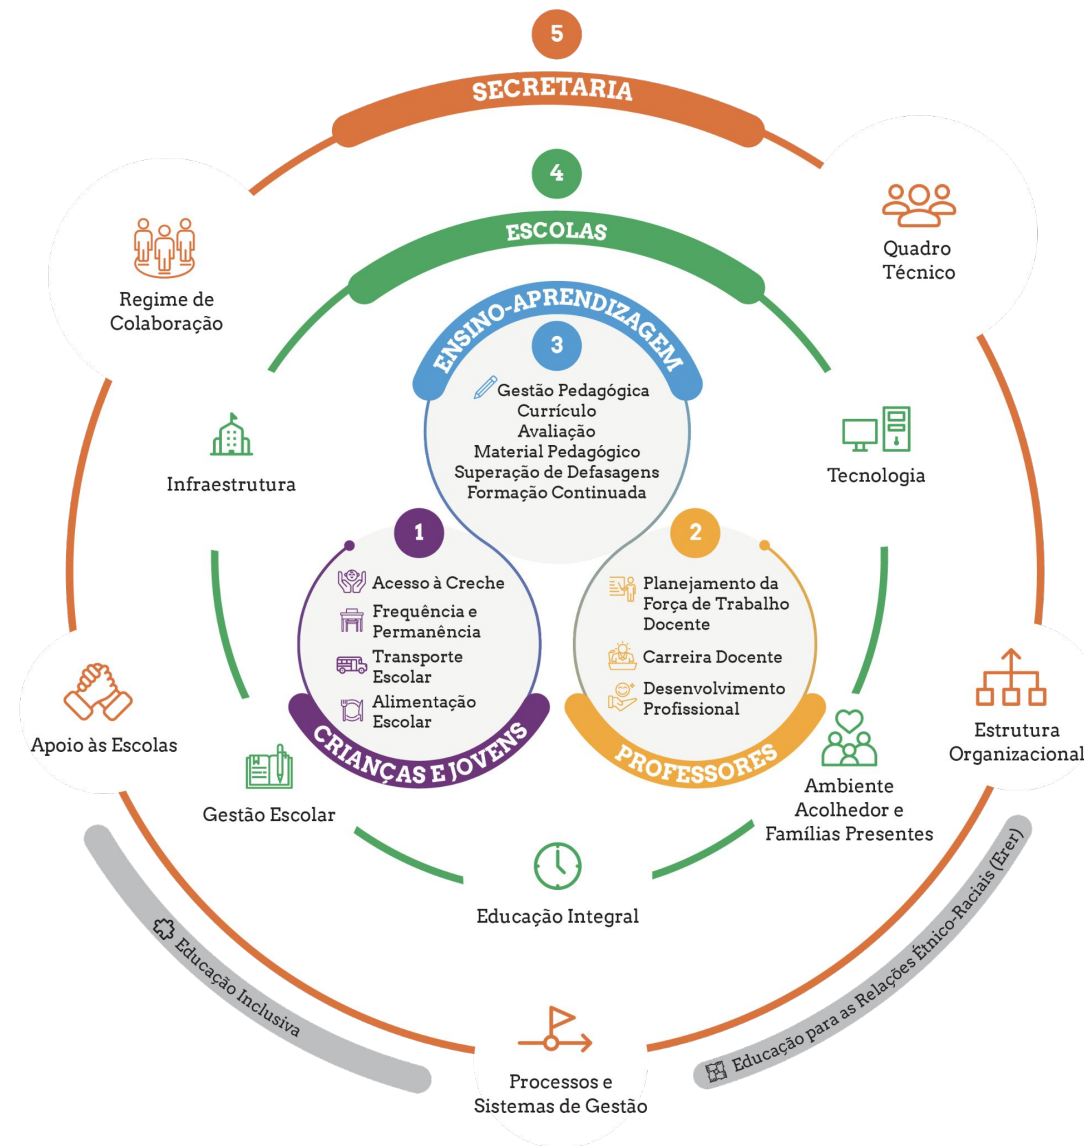 5
SECRETARIA
4
ESCOLAS
Regime de
Colaboração
Quadro
Técnico
ENSINO-APRENDIZAGEM
3
Gestão Pedagógica
Currículo
Avaliação
Material Pedagógico
Superação de Defasagens
Formação Continuada
Infraestrutura
Tecnologia
1
Acesso à Creche
Frequência e
Permanência
Transporte
Escolar
Alimentação
Escolar
CRIANÇAS E JOVENS
2
Planejamento da
Força de Trabalho
Docente
Carreira Docente
Desenvolvimento
Profissional
PROFESSORES
Apoio às Escolas
Estrutura
Organizacional
Gestão Escolar
Ambiente
Acolhedor e
Famílias Presentes
Educação Integral
Educação Inclusiva
Educação para as Relações Étnico-Raciais (Erer)
Processos e
Sistemas de Gestão